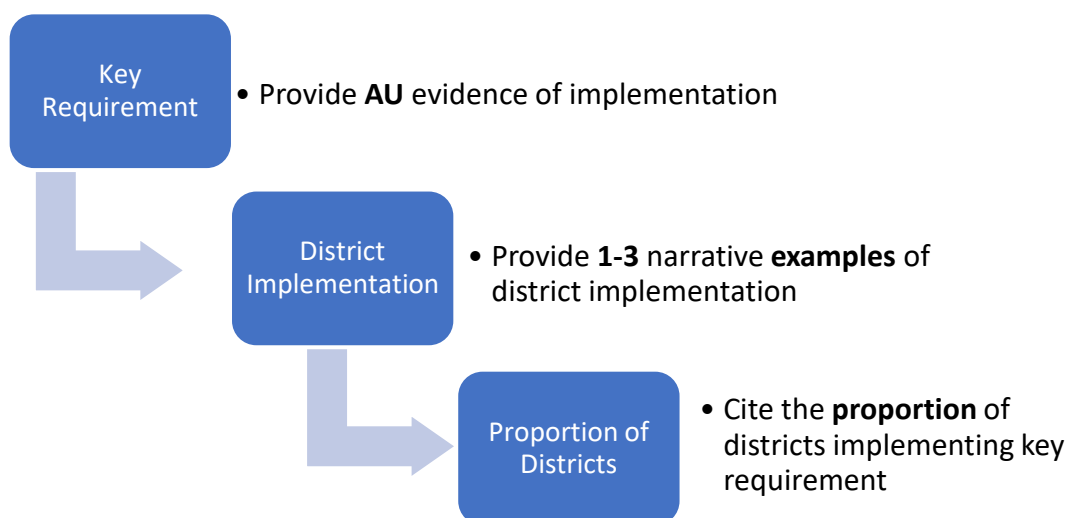 Key
Requirement
• Provide AU evidence of implementation
District
Implementation
• Provide 1-3 narrative examples of
district implementation
Proportion of
Districts
• Cite the proportion of
districts implementing key
requirement